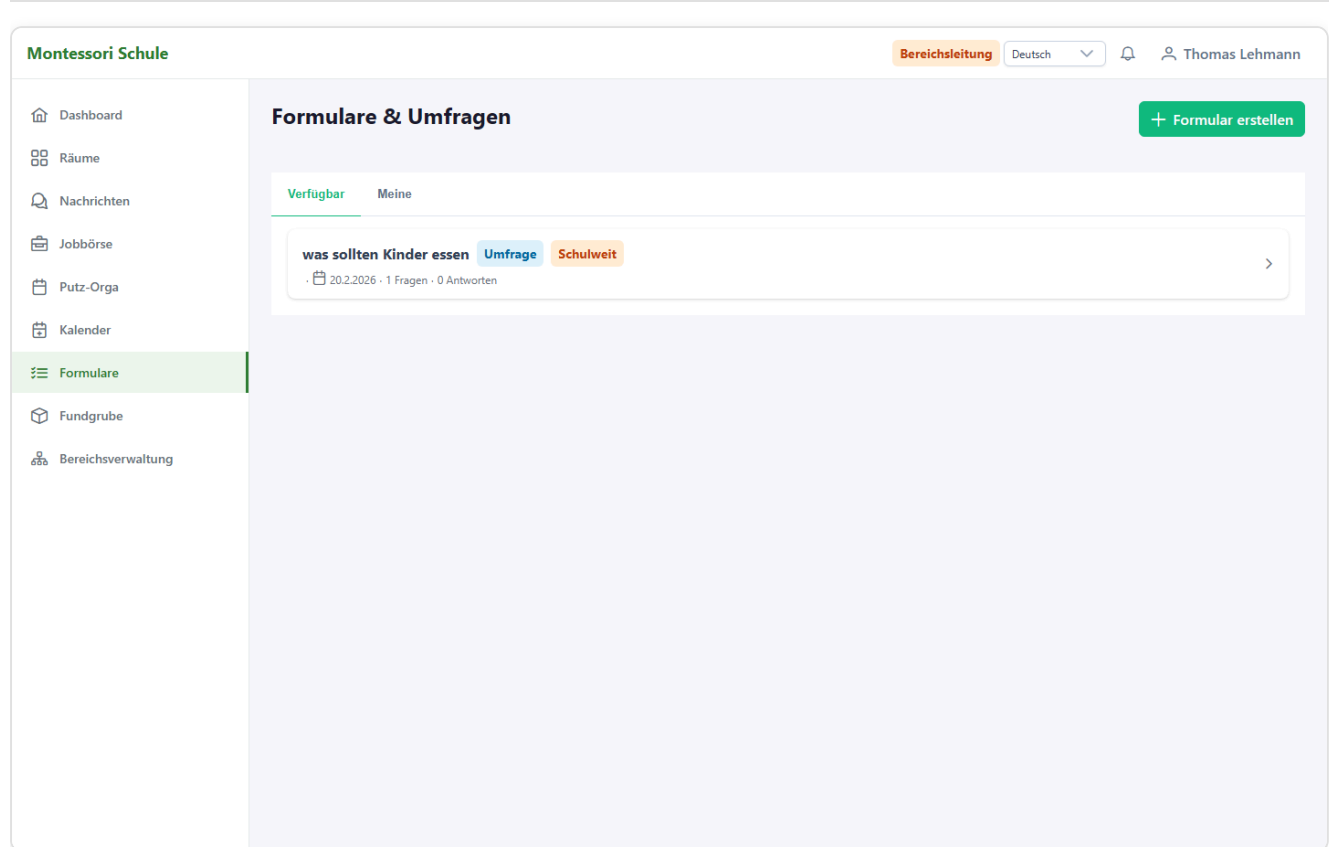 Montessori Schule
Bereichsleitung Deutsch Thomas Lehmann
Dashboard
Räume
Nachrichten
Jobbörse
Putz-Orga
Kalender
Formulare
Fundgrube
Bereichsverwaltung
Formulare & Umfragen
+ Formular erstellen
Verfügbar Meine
was sollten Kinder essen Umfrage Schulweit
· 20.2.2026 · 1 Fragen · 0 Antworten